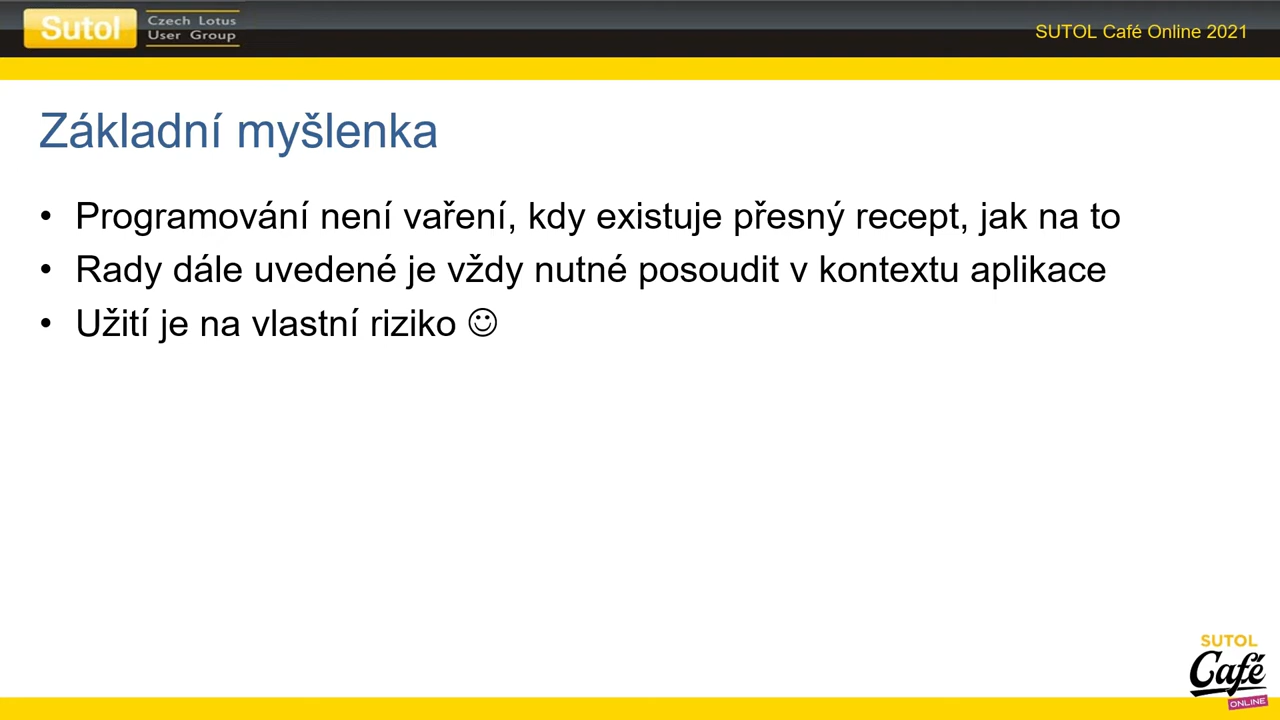 Sutol
Czech Lotus
User Group
SUTOL Café Online 2021
Základní myšlenka
• Programování není vaření, kdy existuje přesný recept, jak na to
• Rady dále uvedené je vždy nutné posoudit v kontextu aplikace
• Užití je na vlastní riziko ☺
SUTOL
Café
ONLINE